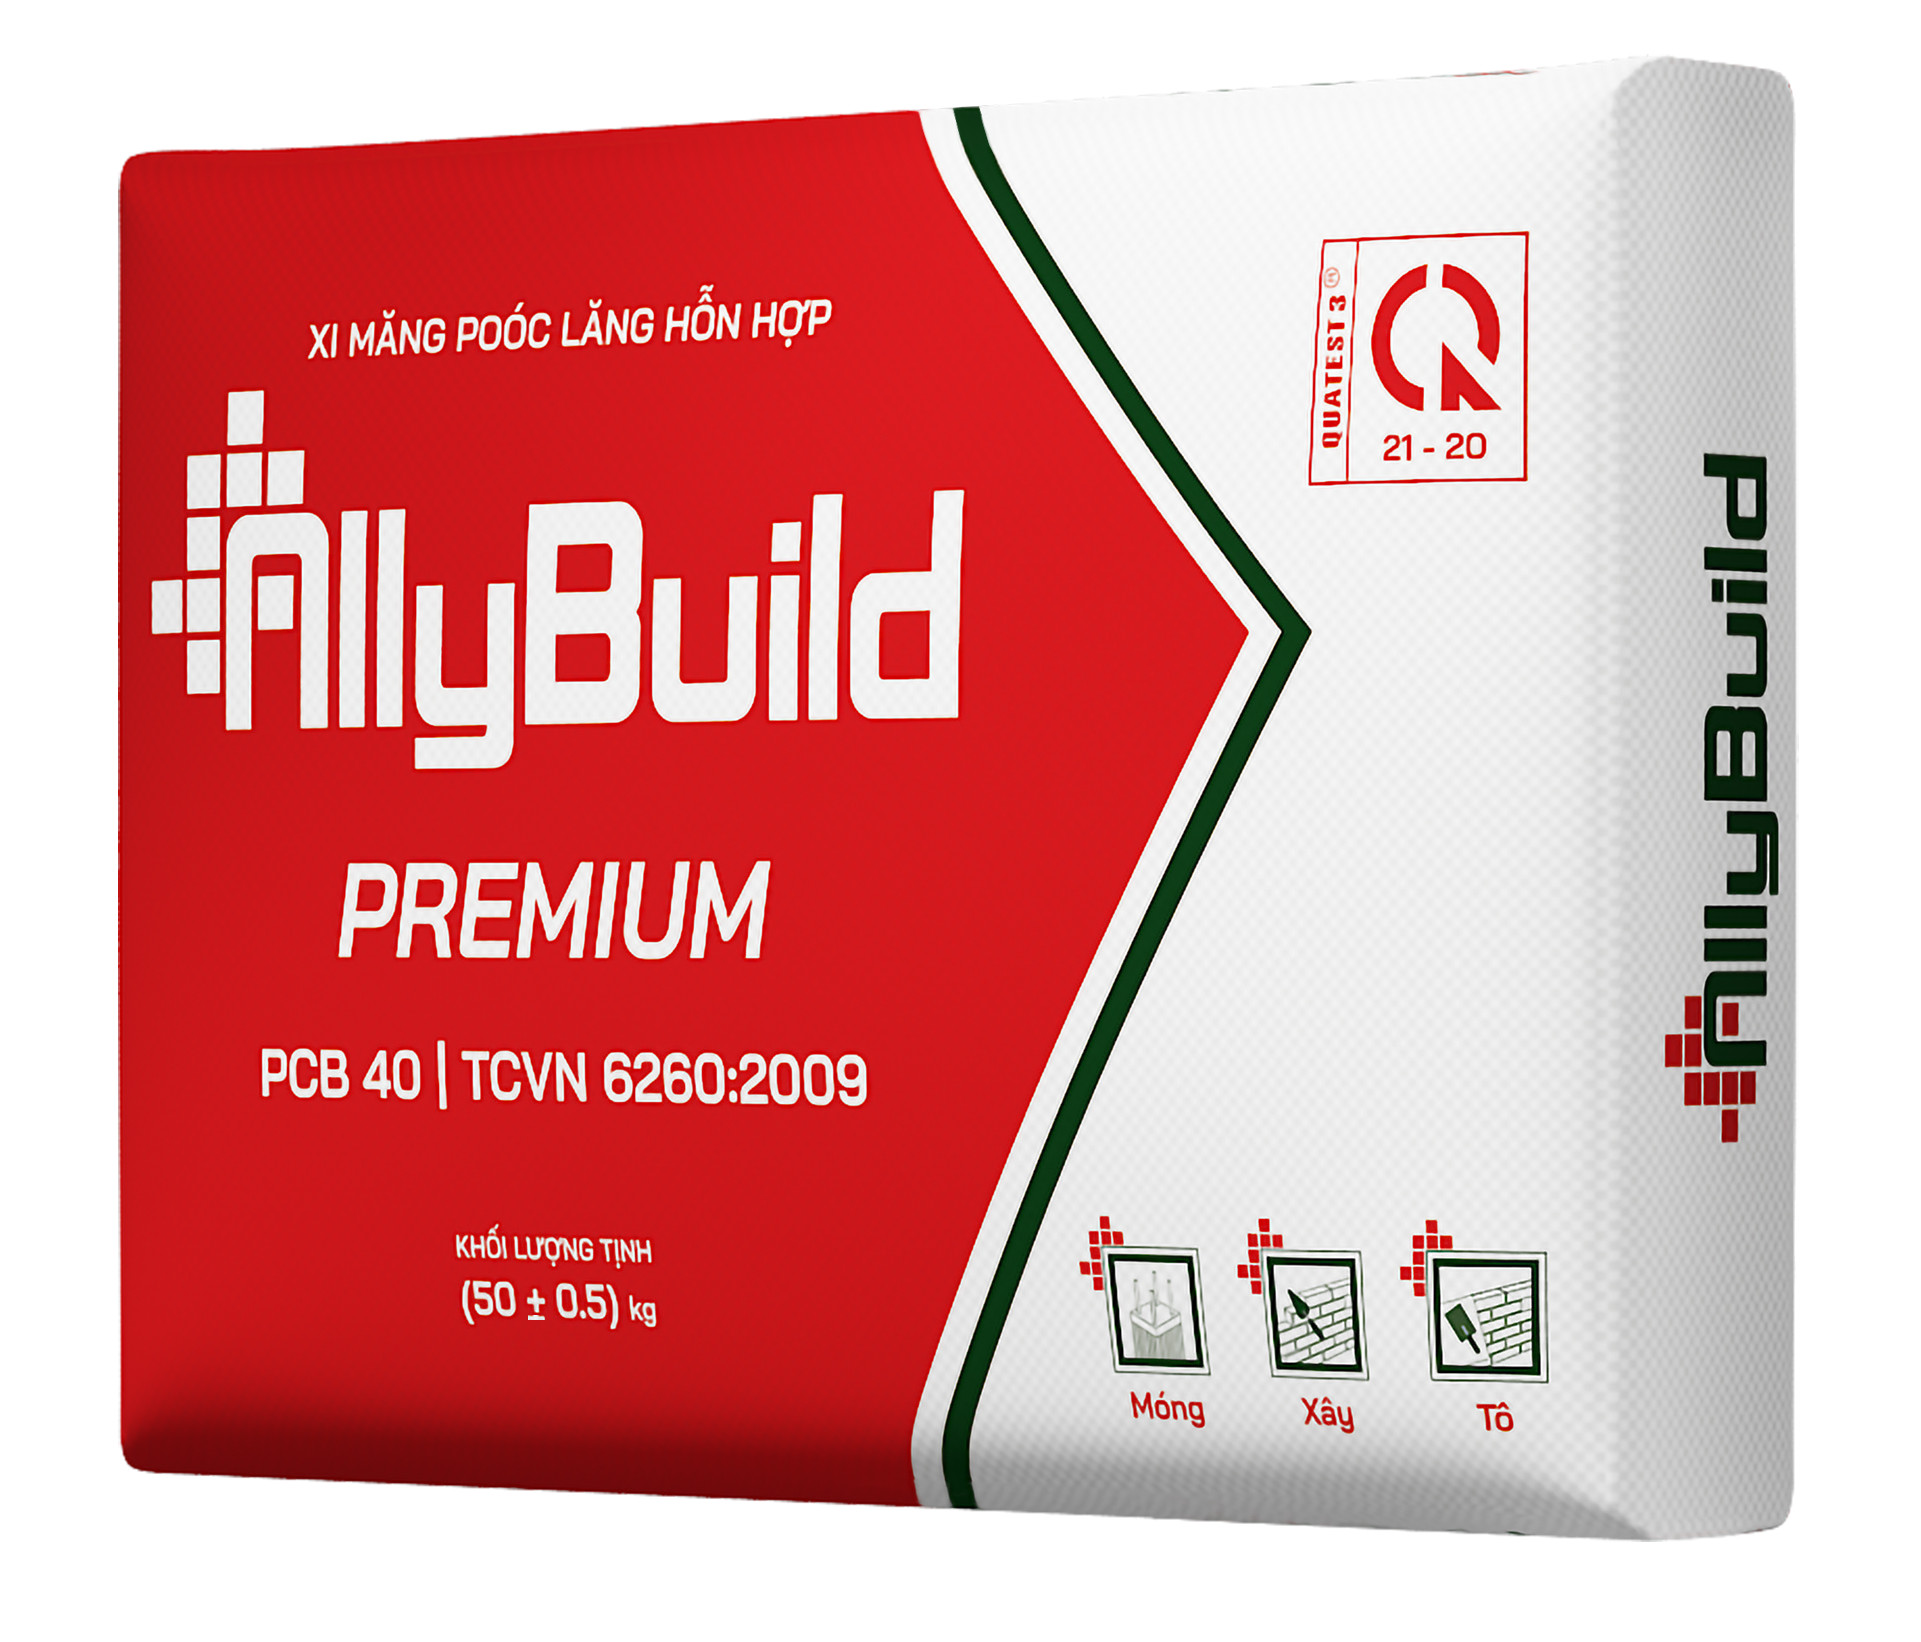 XI MĂNG POÓC LĂNG HỖN HỢP
AllyBuild
PREMIUM
PCB 40 | TCVN 6260:2009
KHỐI LƯỢNG TỊNH
(50 ± 0.5) kg
QUATEST 3 ®
21 - 20
Móng
Xây
Tô
AllyBuild